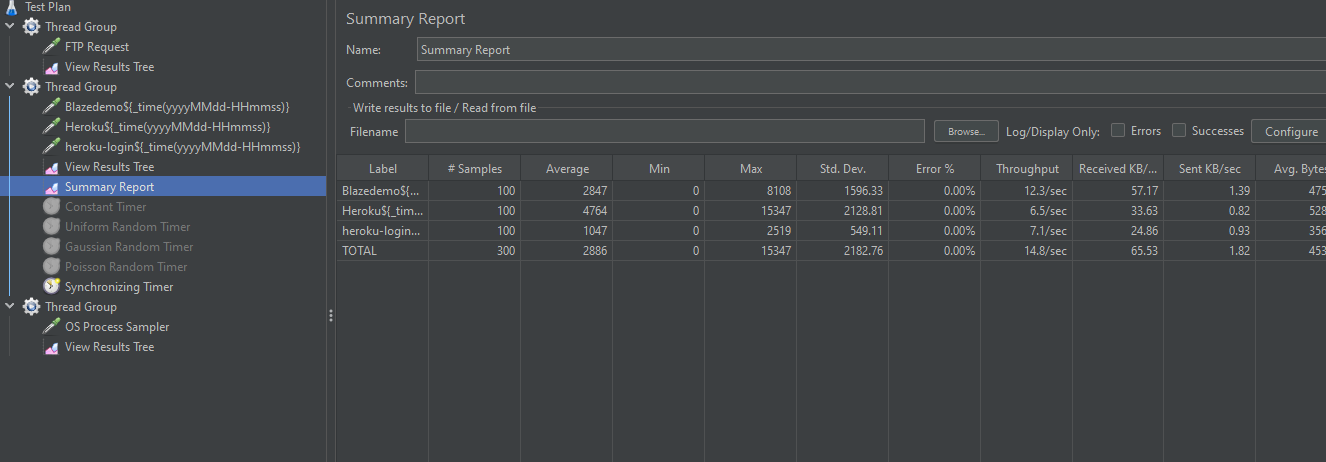 Test Plan
Thread Group
FTP Request
View Results Tree
Thread Group
Blazedemo${_time(yyyyMMdd-HHmmss)}
Heroku${_time(yyyyMMdd-HHmmss)}
heroku-login${_time(yyyyMMdd-HHmmss)}
View Results Tree
Summary Report
Constant Timer
Uniform Random Timer
Gaussian Random Timer
Poisson Random Timer
Synchronizing Timer
Thread Group
OS Process Sampler
View Results Tree
Summary Report
Name: Summary Report
Comments:
Write results to file / Read from file
Filename Browse... Log/Display Only: Errors Successes Configure
Label # Samples Average Min Max Std. Dev. Error % Throughput Received KB/... Sent KB/sec Avg. Bytes
Blazedemo${... 100 2847 0 8108 1596.33 0.00% 12.3/sec 57.17 1.39 475
Heroku${_tim... 100 4764 0 15347 2128.81 0.00% 6.5/sec 33.63 0.82 528
heroku-login... 100 1047 0 2519 549.11 0.00% 7.1/sec 24.86 0.93 356
TOTAL 300 2886 0 15347 2182.76 0.00% 14.8/sec 65.53 1.82 453